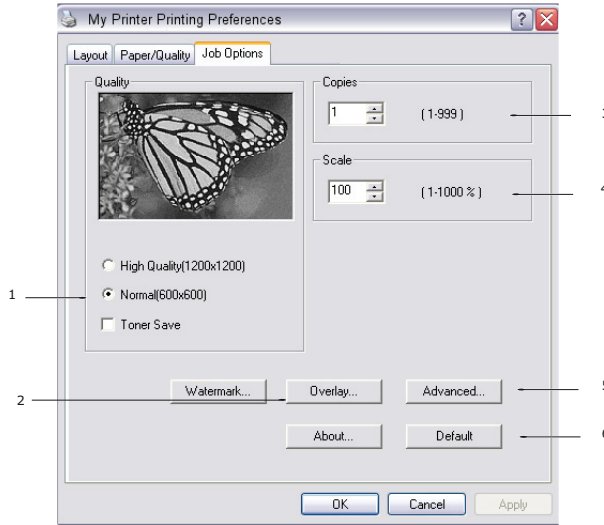 My Printer Printing Preferences
Layout Paper/Quality Job Options
Quality
Copies
1 (1-999)
Scale
100 (1-1000 %)
High Quality(1200x1200)
1 Normal(600x600)
Toner Save
Watermark... Overlay... Advanced...
2
About... Default
OK Cancel Apply